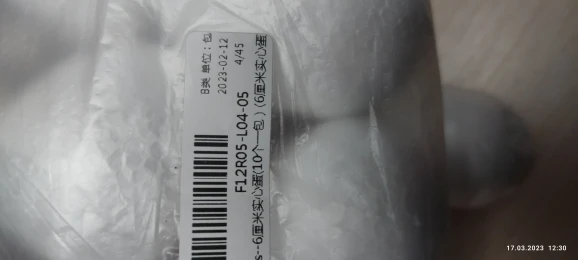 B类 单位：包
2023-02-12
4/45
F12R05-L04-05
s--6厘米实心蛋(10个一包）(6厘米实心蛋
17.03.2023 12:30